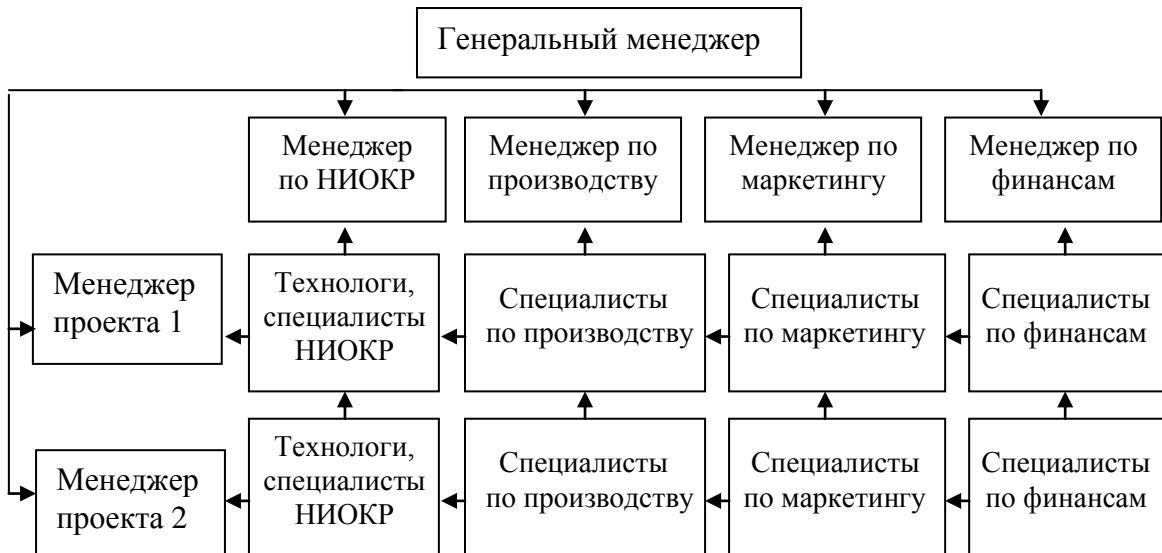 Генеральный менеджер
Менеджер
по НИОКР
Менеджер по
производству
Менеджер по
маркетингу
Менеджер по
финансам
Менеджер
проекта 1
Технологи,
специалисты
НИОКР
Специалисты
по производству
Специалисты
по маркетингу
Специалисты
по финансам
Менеджер
проекта 2
Технологи,
специалисты
НИОКР
Специалисты
по производству
Специалисты
по маркетингу
Специалисты
по финансам